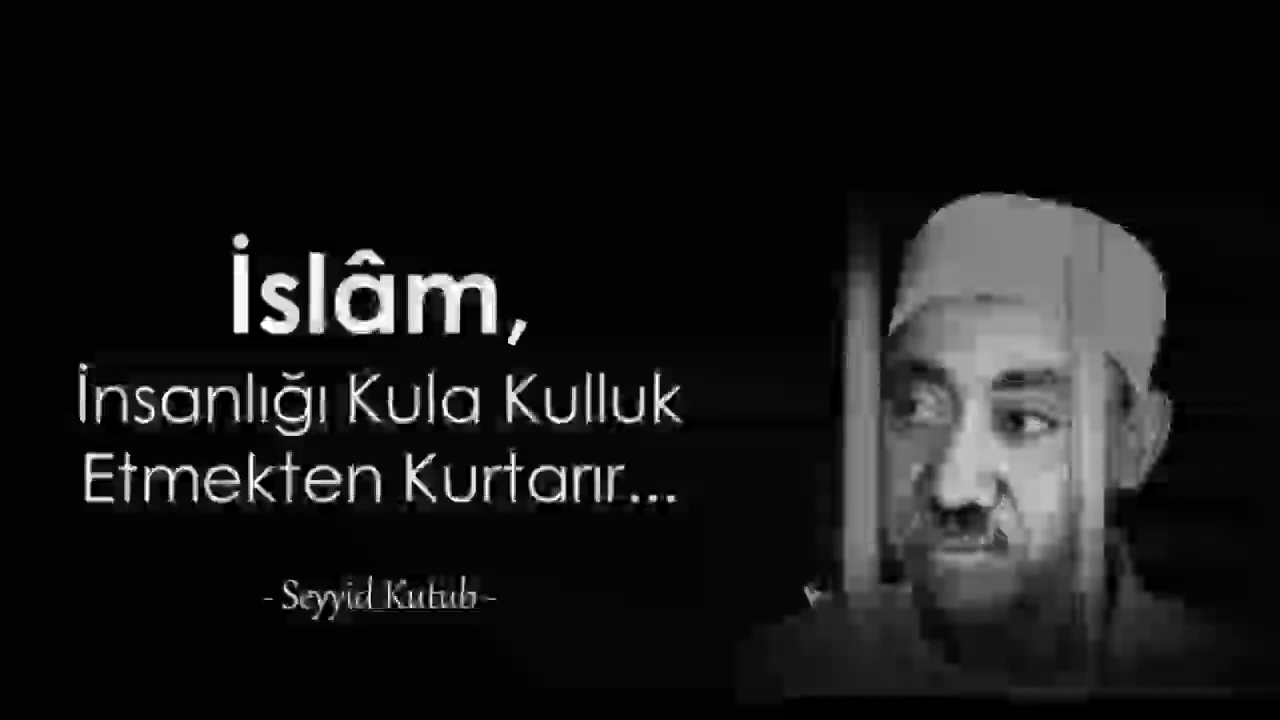 İslâm,
İnsanlığı Kula Kulluk
Etmekten Kurtarır...
- Seyyid Kutub -